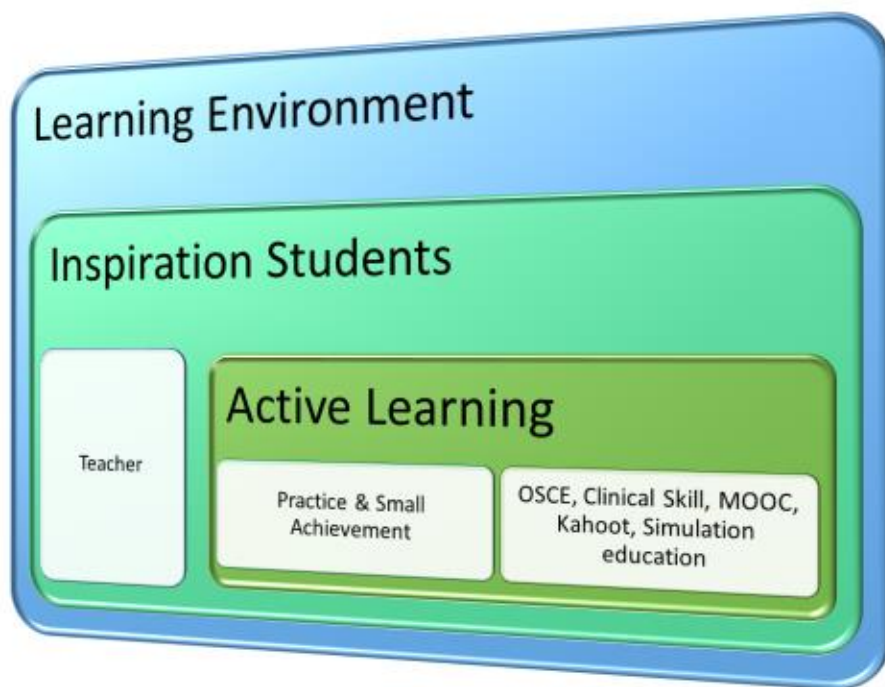 Learning Environment
Inspiration Students
Teacher
Active Learning
Practice & Small
Achievement
OSCE, Clinical Skill, MOOC,
Kahoot, Simulation
education